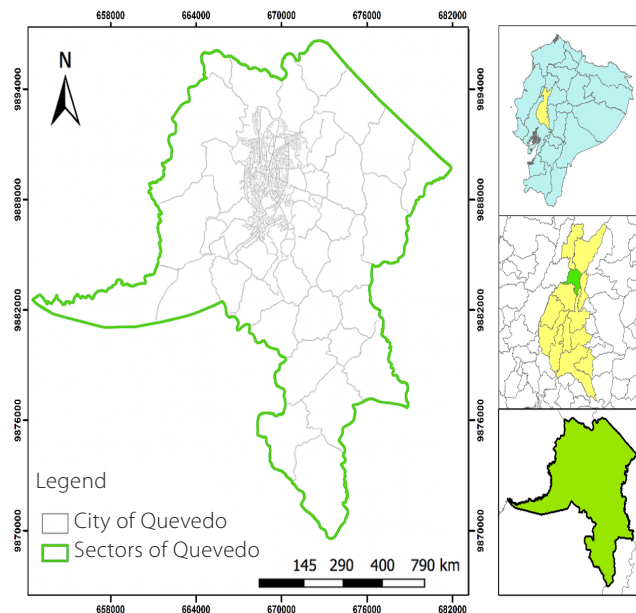 658000 664000 670000 676000 682000
N
9894000 9894000
9888000 9888000
9882000 9882000
9876000 9876000
9870000 9870000
Legend
City of Quevedo
Sectors of Quevedo
145 290 400 790 km
658000 664000 670000 676000 682000